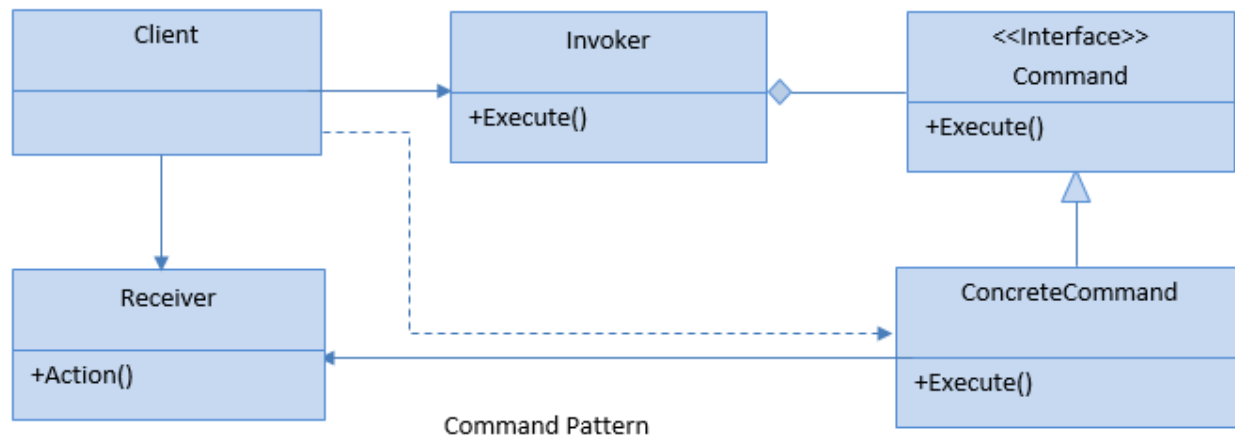 Client
Invoker
+Execute()
<<Interface>>
Command
+Execute()
Receiver
+Action()
ConcreteCommand
+Execute()
Command Pattern